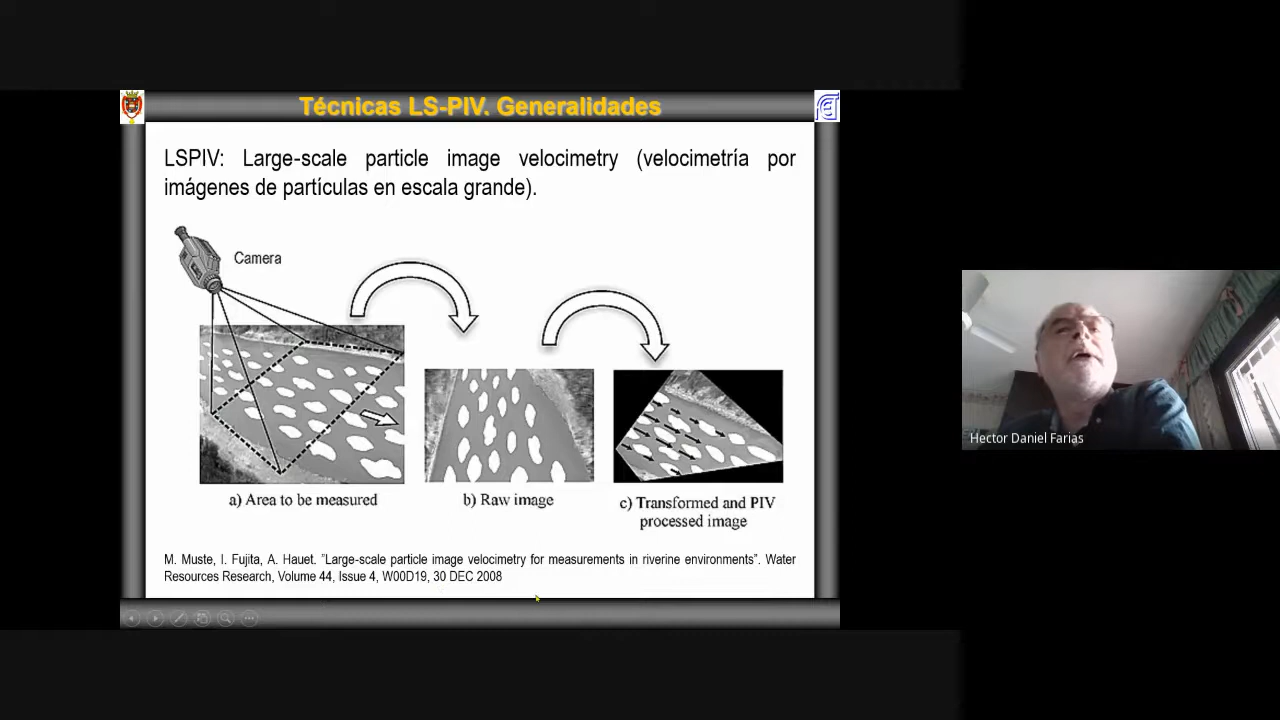 Técnicas LS-PIV. Generalidades
LSPIV: Large-scale particle image velocimetry (velocimetría por
imágenes de partículas en escala grande).
Camera
a) Area to be measured
b) Raw image
c) Transformed and PIV
processed image
M. Muste, I. Fujita, A. Hauet. "Large-scale particle image velocimetry for measurements in riverine environments". Water
Resources Research, Volume 44, Issue 4, W00D19, 30 DEC 2008
Hector Daniel Farias